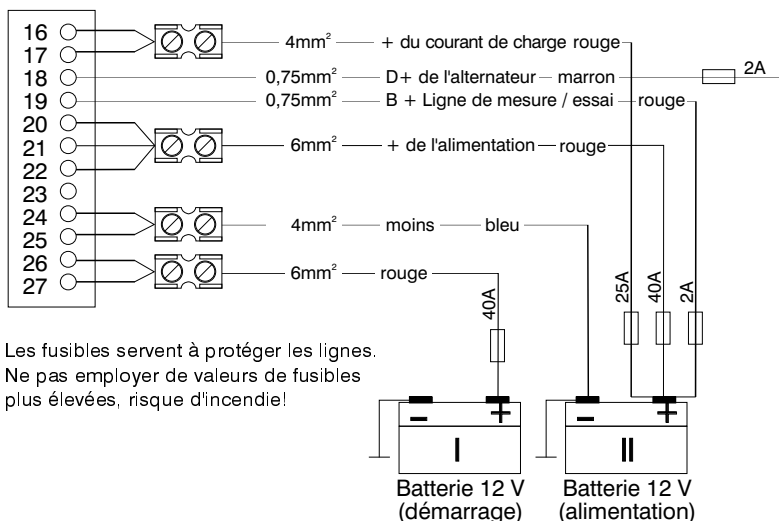 16
17
18
19
20
21
22
23
24
25
26
27
4mm² + du courant de charge rouge
0,75mm² D+ de l'alternateur marron 2A
0,75mm² B + Ligne de mesure / essai rouge
6mm² + de l'alimentation rouge
4mm² moins bleu
6mm² rouge
40A
25A
40A
2A
Les fusibles servent à protéger les lignes.
Ne pas employer de valeurs de fusibles
plus élevées, risque d'incendie!
– +
I
– +
II
Batterie 12 V
(démarrage)
Batterie 12 V
(alimentation)